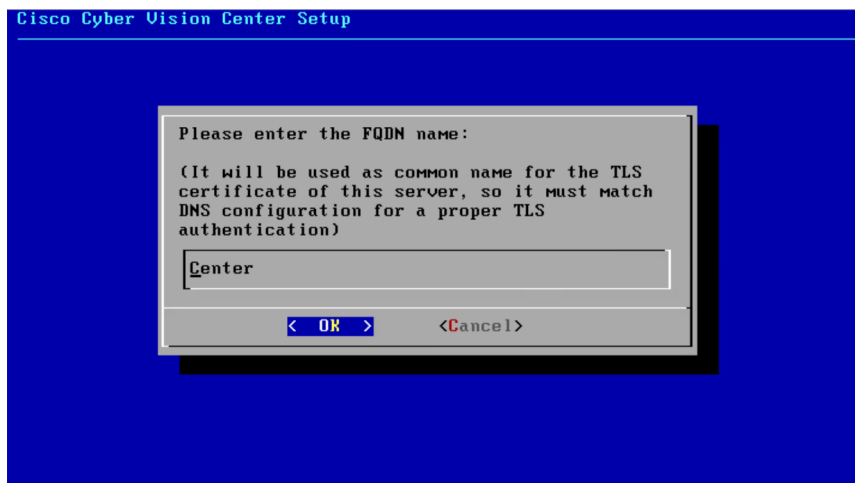 Cisco Cyber Vision Center Setup
Please enter the FQDN name:
(It will be used as common name for the TLS
certificate of this server, so it must match
DNS configuration for a proper TLS
authentication)
Center
< OK > <Cancel>